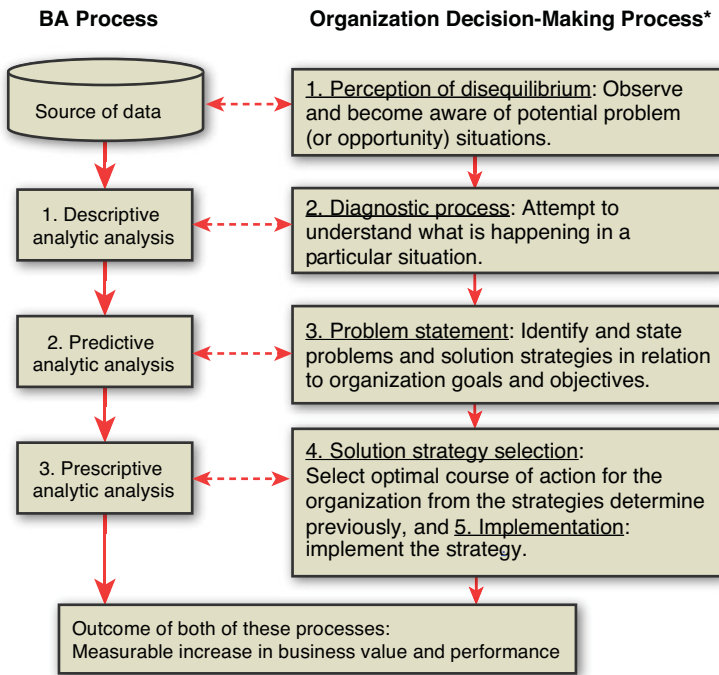 BA Process
Organization Decision-Making Process*
Source of data
1. Perception of disequilibrium: Observe
and become aware of potential problem
(or opportunity) situations.
1. Descriptive
analytic analysis
2. Diagnostic process: Attempt to
understand what is happening in a
particular situation.
2. Predictive
analytic analysis
3. Problem statement: Identify and state
problems and solution strategies in relation
to organization goals and objectives.
3. Prescriptive
analytic analysis
4. Solution strategy selection:
Select optimal course of action for the
organization from the strategies determine
previously, and 5. Implementation:
implement the strategy.
Outcome of both of these processes:
Measurable increase in business value and performance